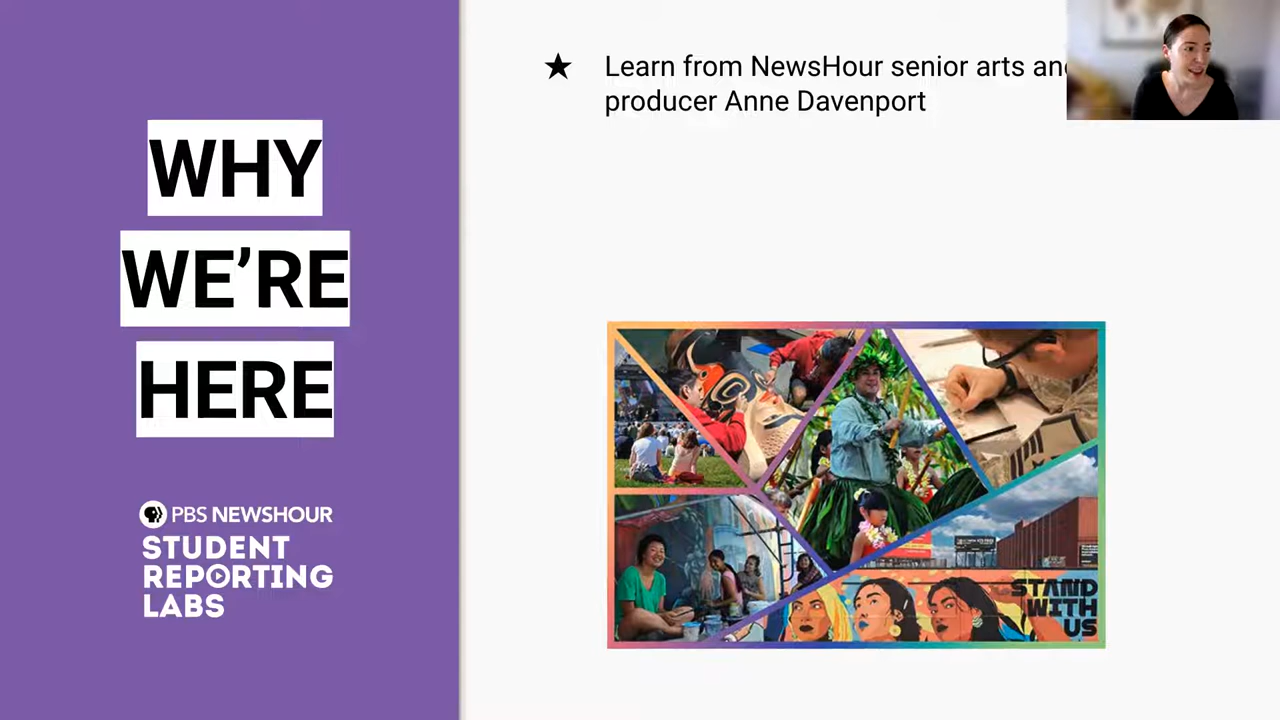 WHY
WE’RE
HERE
PBS NEWSHOUR
STUDENT
REPORTING
LABS
★ Learn from NewsHour senior arts
producer Anne Davenport
STAND
WITH
US